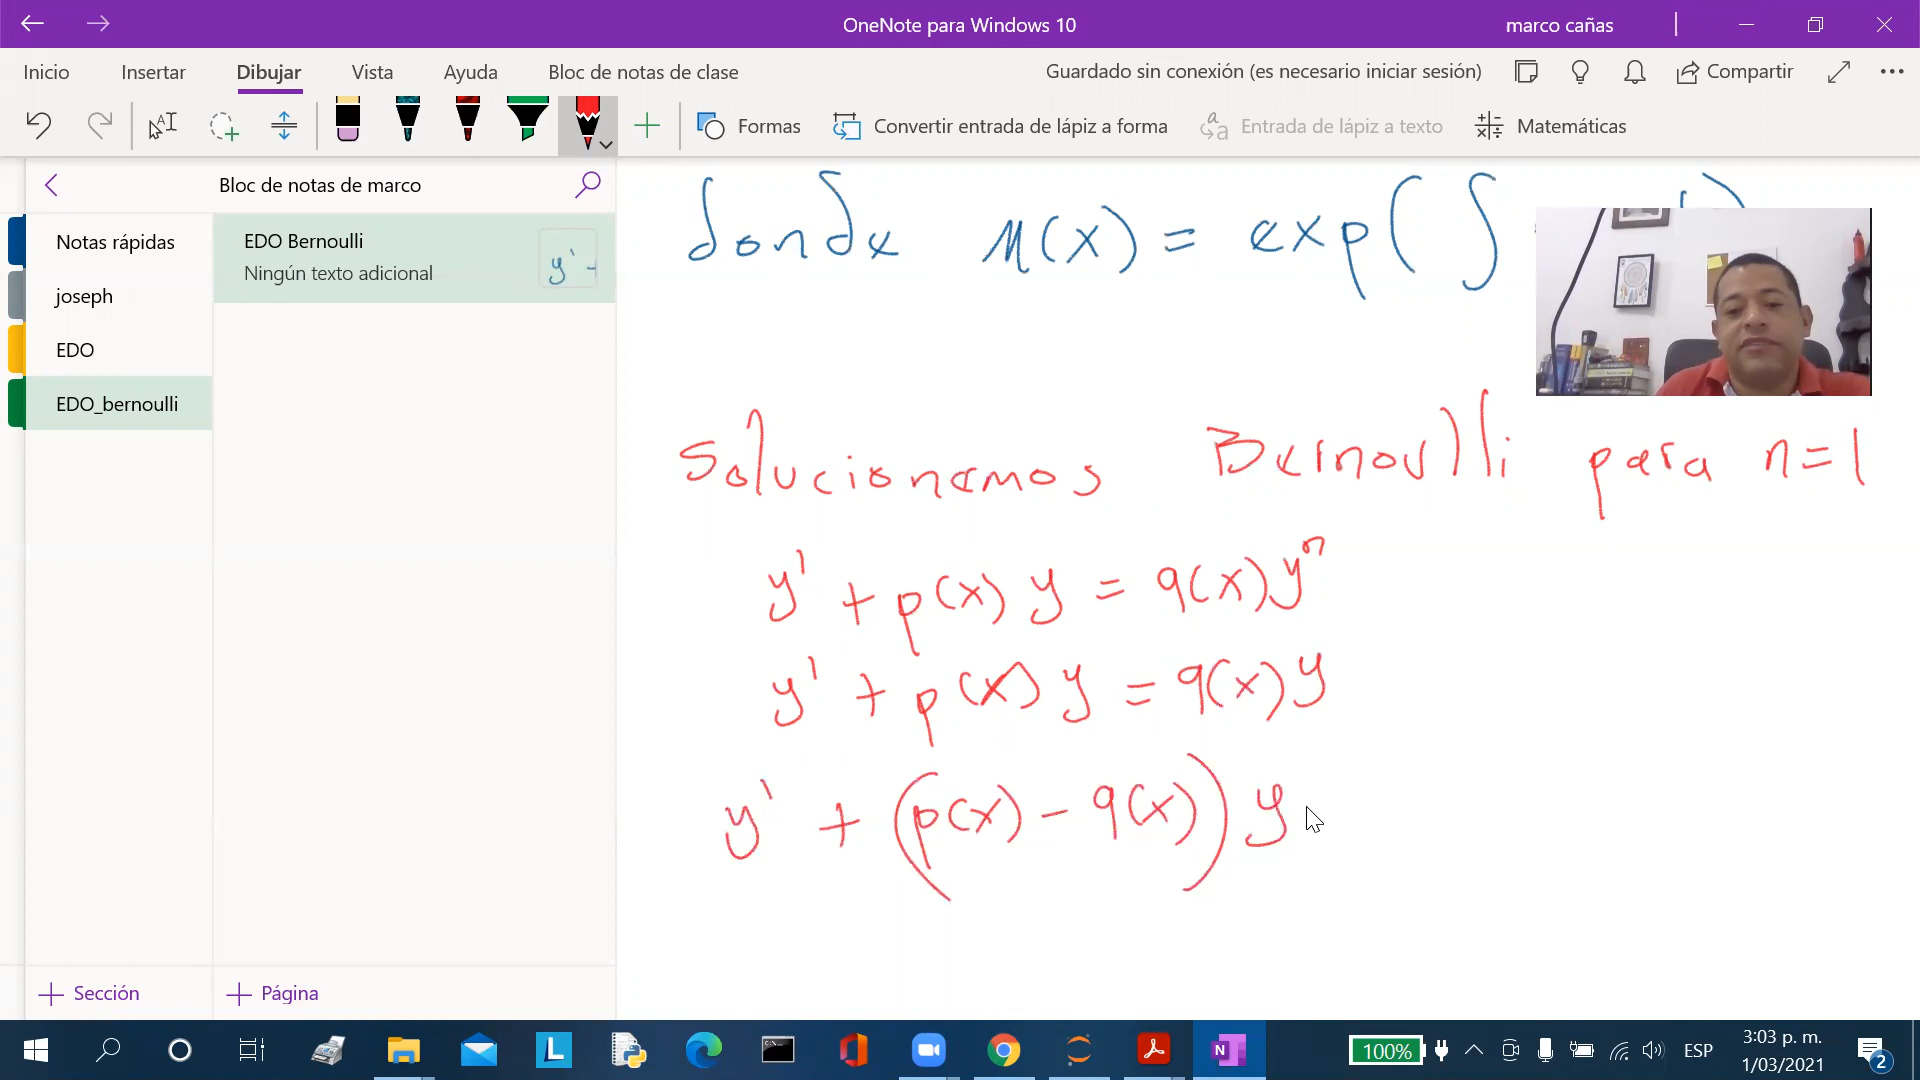 OneNote para Windows 10
marco cañas
Inicio Insertar Dibujar Vista Ayuda Bloc de notas de clase
Guardado sin conexión (es necesario iniciar sesión)
Compartir
Formas
Convertir entrada de lápiz a forma
Entrada de lápiz a texto
Matemáticas
Bloc de notas de marco
Notas rápidas
joseph
EDO
EDO_bernoulli
EDO Bernoulli
Ningún texto adicional
y' -
donde μ(x) = exp( ∫
Solucionamos Bernoulli para n=1
y' + p(x) y = q(x) yⁿ
y' + p(x) y = q(x) y
y' + (p(x) - q(x)) y
Sección
Página
100%
ESP
3:03 p. m.
1/03/2021
2